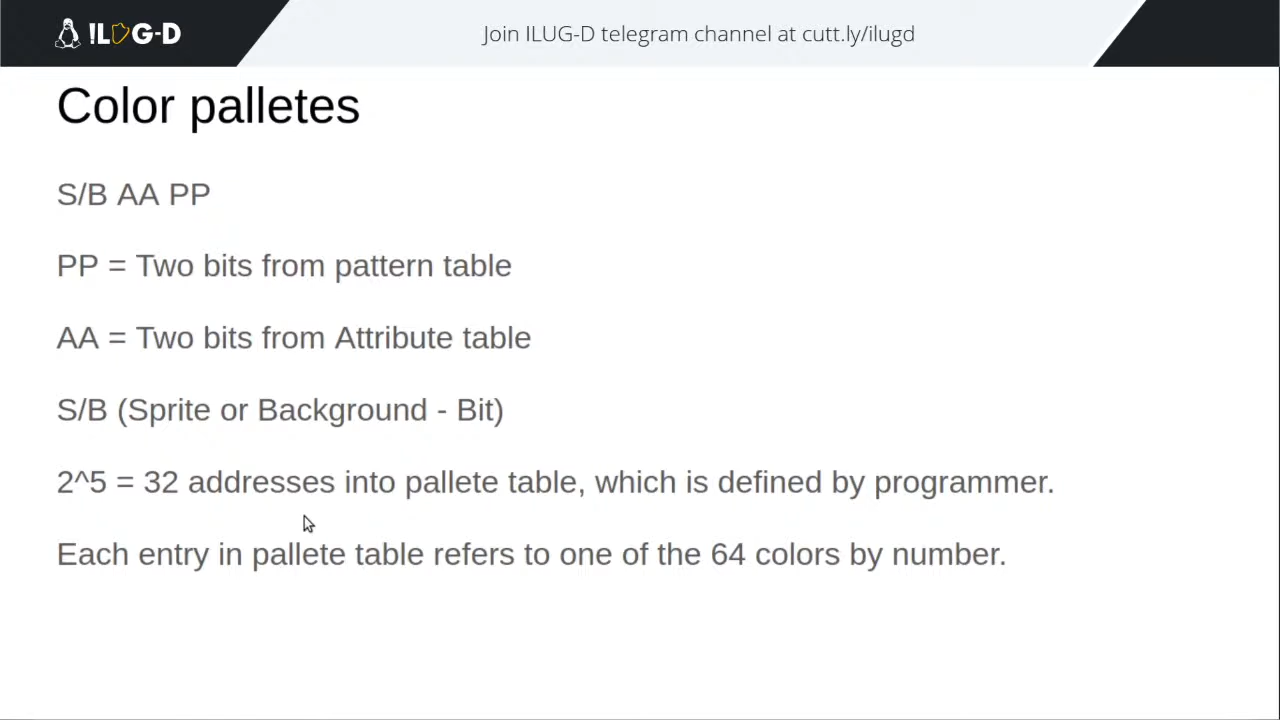 !LUG-D
Join ILUG-D telegram channel at cutt.ly/ilugd
Color palletes
S/B AA PP
PP = Two bits from pattern table
AA = Two bits from Attribute table
S/B (Sprite or Background - Bit)
2^5 = 32 addresses into pallete table, which is defined by programmer.
Each entry in pallete table refers to one of the 64 colors by number.